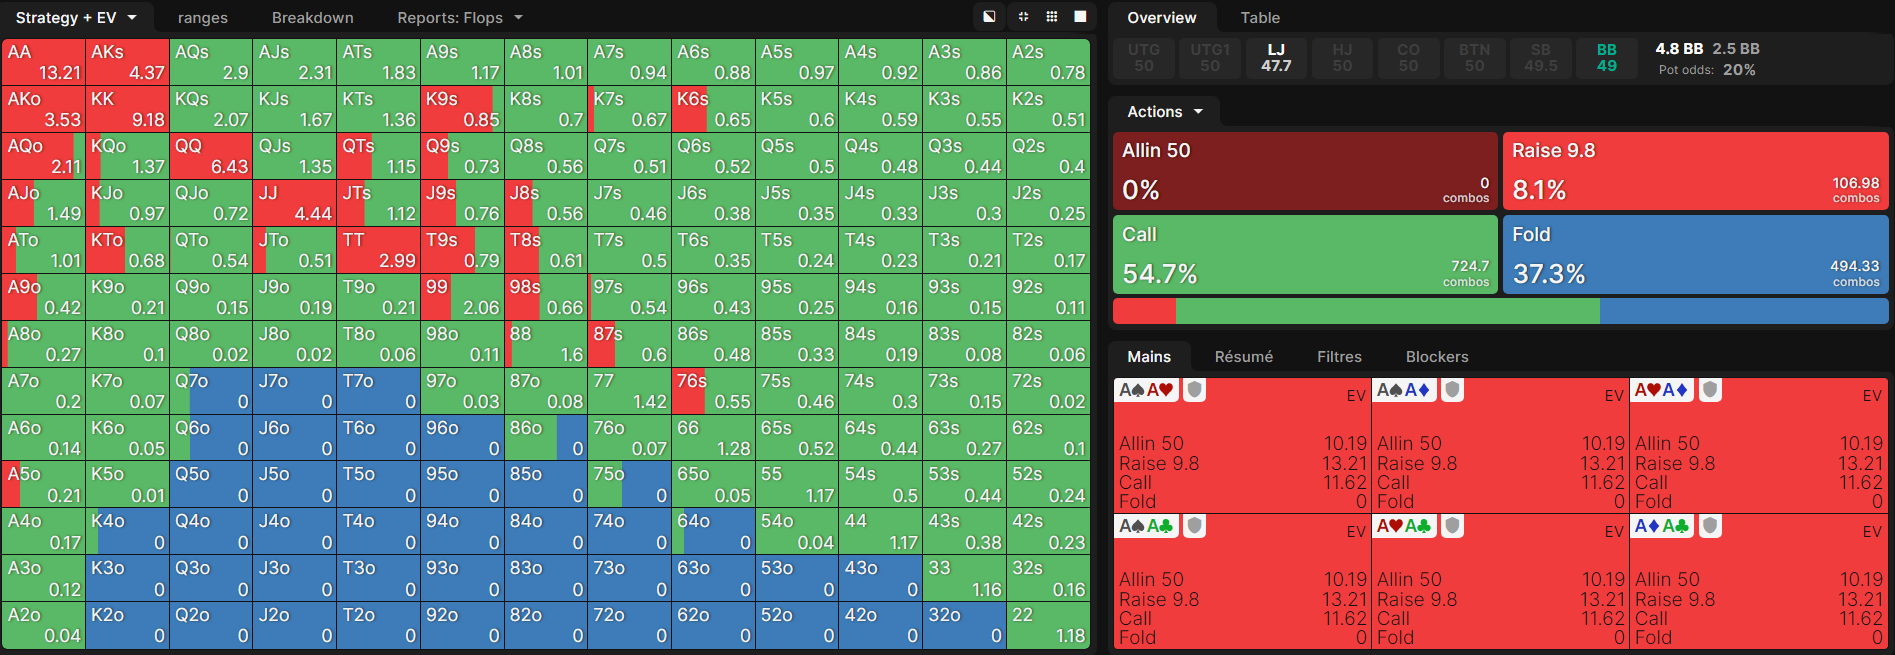 Strategy + EV ranges Breakdown Reports: Flops
AA AKs AQs AJs ATs A9s A8s A7s A6s A5s A4s A3s A2s
13.21 4.37 2.9 2.31 1.83 1.17 1.01 0.94 0.88 0.97 0.92 0.86 0.78
AKo KK KQs KJs KTs K9s K8s K7s K6s K5s K4s K3s K2s
3.53 9.18 2.07 1.67 1.36 0.85 0.7 0.67 0.65 0.6 0.59 0.55 0.51
AQo KQo QQ QJs QTs Q9s Q8s Q7s Q6s Q5s Q4s Q3s Q2s
2.11 1.37 6.43 1.35 1.15 0.73 0.56 0.51 0.52 0.5 0.48 0.44 0.4
AJo KJo QJo JJ JTs J9s J8s J7s J6s J5s J4s J3s J2s
1.49 0.97 0.72 4.44 1.12 0.76 0.56 0.46 0.38 0.35 0.33 0.3 0.25
ATo KTo QTo JTo TT T9s T8s T7s T6s T5s T4s T3s T2s
1.01 0.68 0.54 0.51 2.99 0.79 0.61 0.5 0.35 0.24 0.23 0.21 0.17
A9o K9o Q9o J9o T9o 99 98s 97s 96s 95s 94s 93s 92s
0.42 0.21 0.15 0.19 0.21 2.06 0.66 0.54 0.43 0.25 0.16 0.15 0.11
A8o K8o Q8o J8o T8o 98o 88 87s 86s 85s 84s 83s 82s
0.27 0.1 0.02 0.02 0.06 0.11 1.6 0.6 0.48 0.33 0.19 0.08 0.06
A7o K7o Q7o J7o T7o 97o 87o 77 76s 75s 74s 73s 72s
0.2 0.07 0 0 0 0.03 0.08 1.42 0.55 0.46 0.3 0.15 0.02
A6o K6o Q6o J6o T6o 96o 86o 76o 66 65s 64s 63s 62s
0.14 0.05 0 0 0 0 0 0.07 1.28 0.52 0.44 0.27 0.1
A5o K5o Q5o J5o T5o 95o 85o 75o 65o 55 54s 53s 52s
0.21 0.01 0 0 0 0 0 0 0.05 1.17 0.5 0.44 0.24
A4o K4o Q4o J4o T4o 94o 84o 74o 64o 54o 44 43s 42s
0.17 0 0 0 0 0 0 0 0 0.04 1.17 0.38 0.23
A3o K3o Q3o J3o T3o 93o 83o 73o 63o 53o 43o 33 32s
0.12 0 0 0 0 0 0 0 0 0 0 1.16 0.16
A2o K2o Q2o J2o T2o 92o 82o 72o 62o 52o 42o 32o 22
0.04 0 0 0 0 0 0 0 0 0 0 0 1.18
Overview Table
UTG UTG1 LJ HJ CO BTN SB BB 4.8 BB 2.5 BB
50 50 47.7 50 50 50 49.5 49 Pot odds: 20%
Actions
Allin 50 Raise 9.8
0% 0 combos 8.1% 106.98 combos
Call Fold
54.7% 724.7 combos 37.3% 494.33 combos
Mains Résumé Filtres Blockers
A♠A♥ EV A♠A♦ EV A♥A♦ EV
Allin 50 10.19 Allin 50 10.19 Allin 50 10.19
Raise 9.8 13.21 Raise 9.8 13.21 Raise 9.8 13.21
Call 11.62 Call 11.62 Call 11.62
Fold 0 Fold 0 Fold 0
A♠A♣ EV A♥A♣ EV A♦A♣ EV
Allin 50 10.19 Allin 50 10.19 Allin 50 10.19
Raise 9.8 13.21 Raise 9.8 13.21 Raise 9.8 13.21
Call 11.62 Call 11.62 Call 11.62
Fold 0 Fold 0 Fold 0